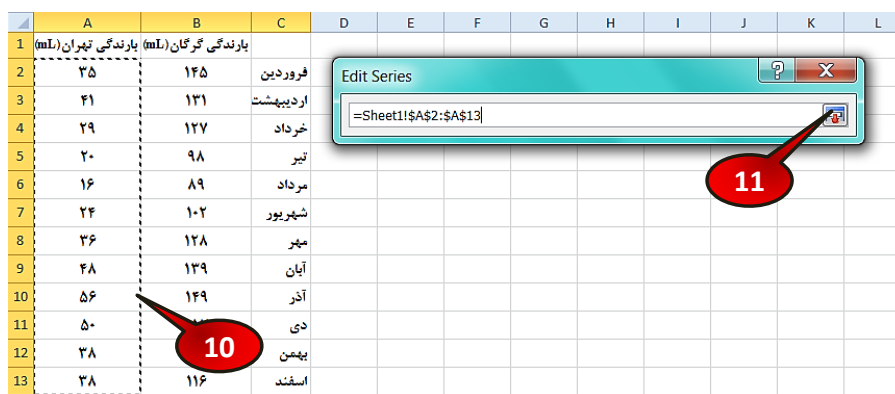 A B C D E F G H I J K L
1 بارندگی تهران(mL) بارندگی گرگان(mL)
2 ۳۵ ۱۴۵ فروردین
3 ۴۱ ۱۳۱ اردیبهشت
4 ۲۹ ۱۲۷ خرداد
5 ۲۰ ۹۸ تیر
6 ۱۶ ۸۹ مرداد
7 ۲۴ ۱۰۲ شهریور
8 ۳۶ ۱۲۸ مهر
9 ۴۸ ۱۳۹ آبان
10 ۵۶ ۱۴۹ آذر
11 ۵۰ دی
12 ۳۸ بهمن
13 ۳۸ ۱۱۶ اسفند
Edit Series
=Sheet1!$A$2:$A$13
11
10